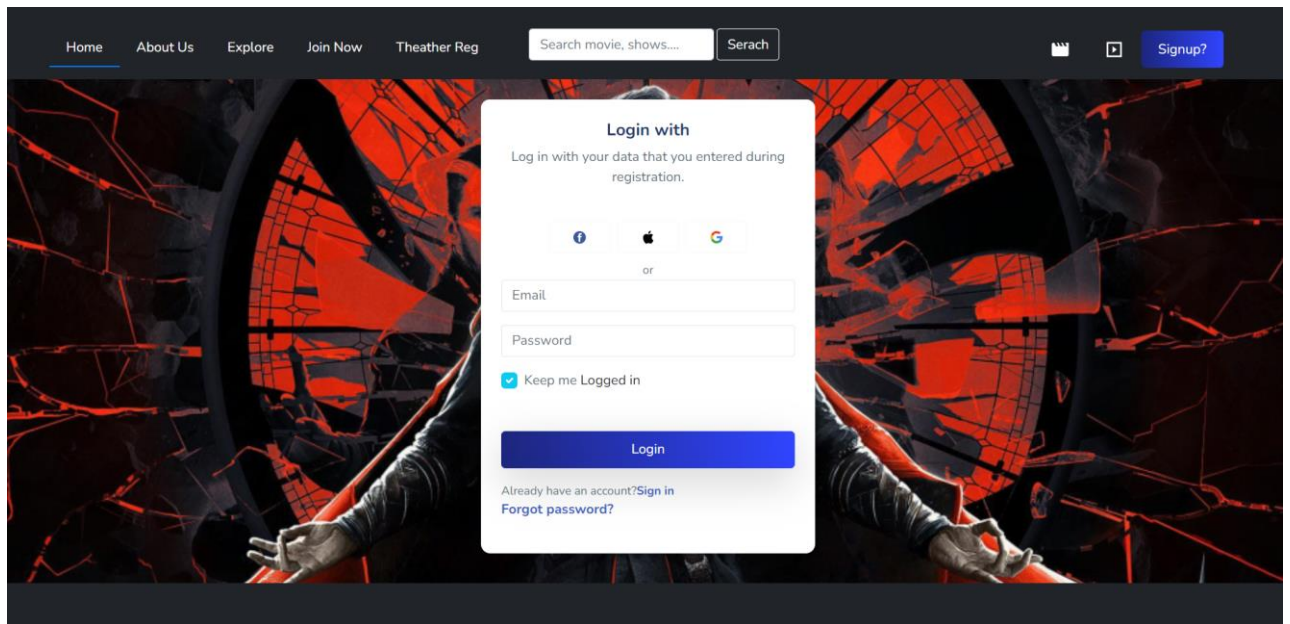 Home About Us Explore Join Now Theather Reg Search movie, shows.... Serach Signup?
Login with
Log in with your data that you entered during
registration.
or
Email
Password
Keep me Logged in
Login
Already have an account?Sign in
Forgot password?